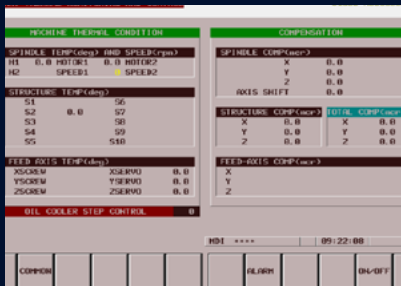 MACHINE THERMAL CONDITION
SPINDLE TEMP(deg) AND SPEED(rpm)
H1 0.0 MOTOR1 0.0 MOTOR2
H2 SPEED1 0 SPEED2
STRUCTURE TEMP(deg)
S1 S6
S2 0.0 S7
S3 S8
S4 S9
S5 S10
FEED AXIS TEMP(deg)
XSCREW XSERVO 0.0
YSCREW YSERVO 0.0
ZSCREW ZSERVO 0.0
OIL COOLER STEP CONTROL 0
COMPENSATION
SPINDLE COMP(mcr)
X 0.0
Y 0.0
Z 0.0
AXIS SHIFT 0.0
STRUCTURE COMP(mcr)
X 0.0
Y 0.0
Z 0.0
TOTAL COMP(mcr)
X 0.0
Y 0.0
Z 0.0
FEED-AXIS COMP(mcr)
X
Y
Z
MDI **** 09:22:08
COMMON ALARM ON/OFF